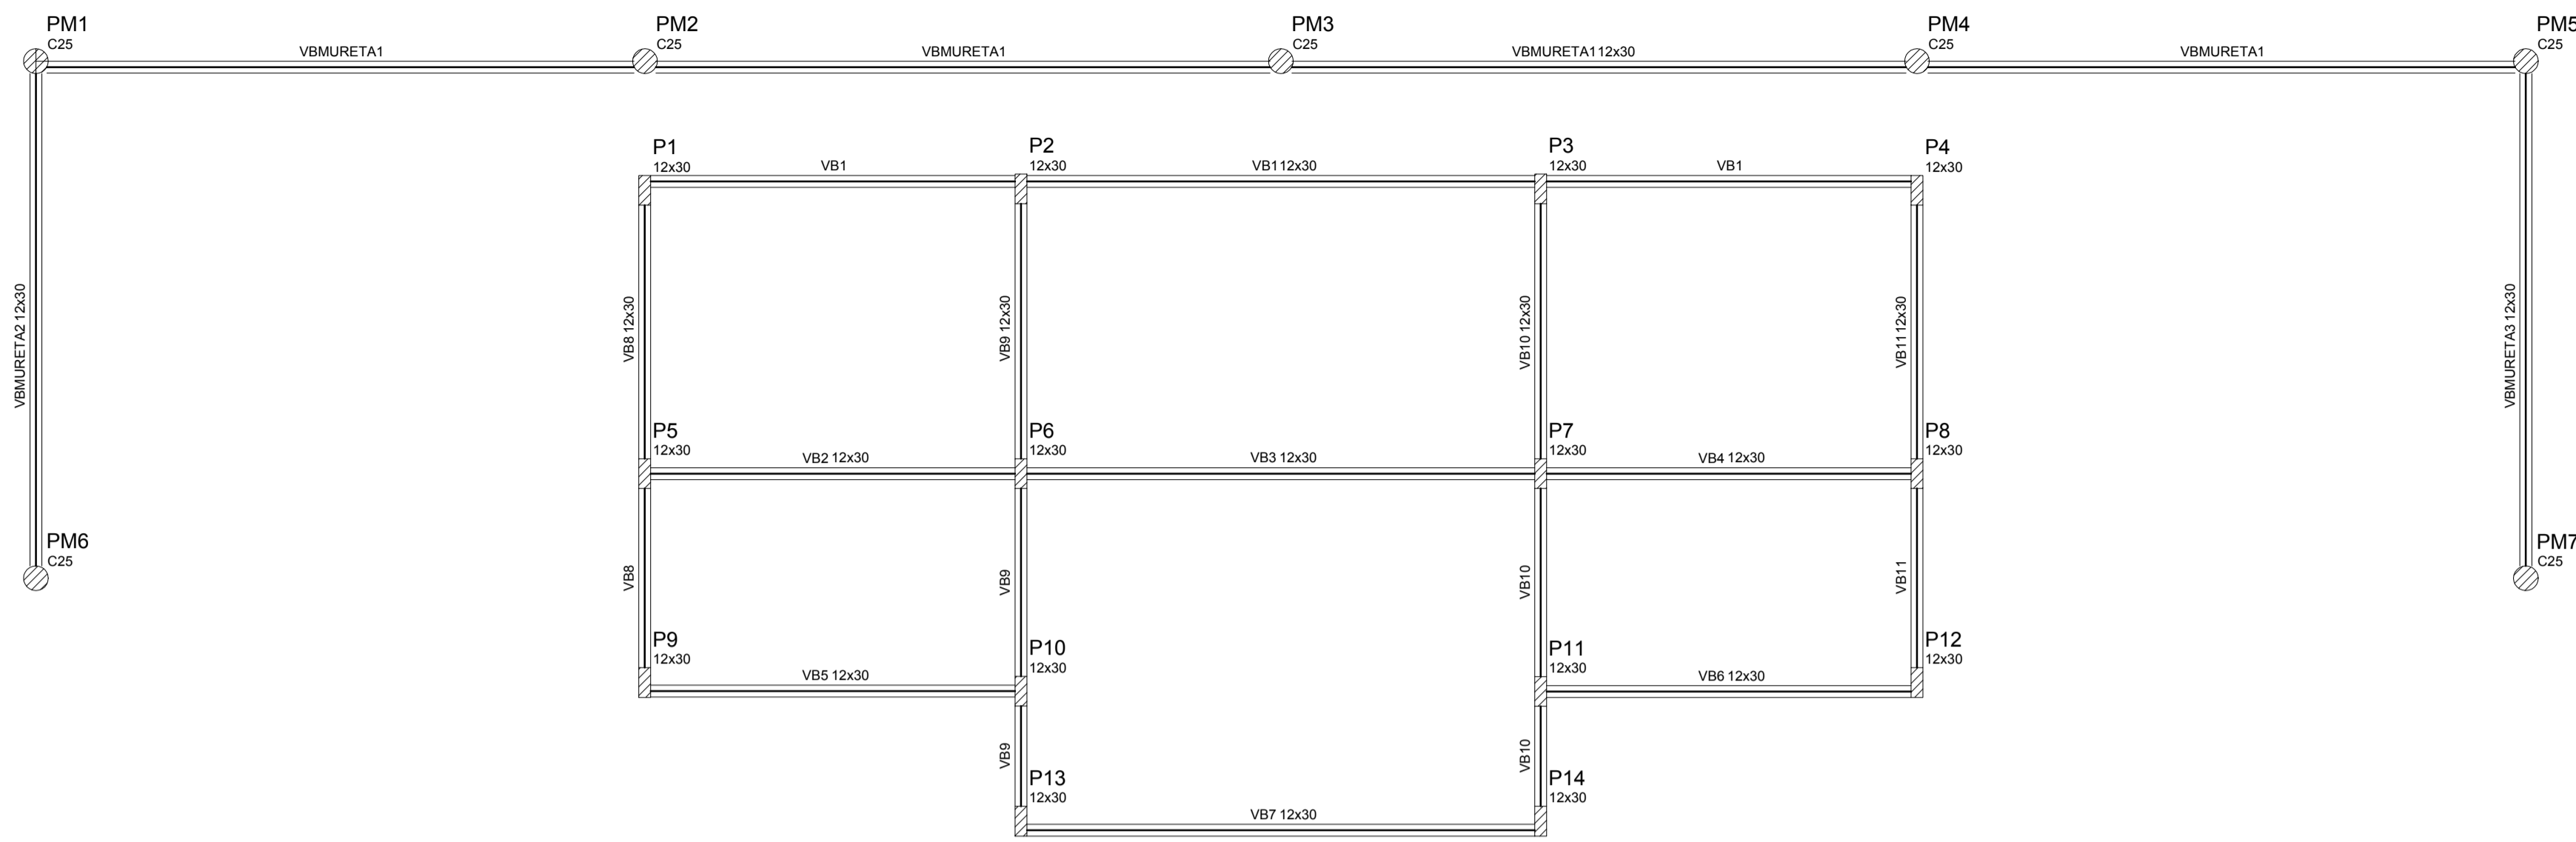 PM1
C25
VBMURETA1
PM2
C25
VBMURETA1
PM3
C25
VBMURETA1 12x30
PM4
C25
VBMURETA1
PM5
C25
P1
12x30
VB1
P2
12x30
VB1 12x30
P3
12x30
VB1
P4
12x30
VBMURETA2 12x30
VB8 12x30
VB9 12x30
VB10 12x30
VB11 12x30
VBMURETA3 12x30
P5
12x30
VB2 12x30
P6
12x30
VB3 12x30
P7
12x30
VB4 12x30
P8
12x30
PM6
C25
VB8
VB9
VB10
VB11
PM7
C25
P9
12x30
VB5 12x30
P10
12x30
P11
12x30
VB6 12x30
P12
12x30
VB9
VB10
P13
12x30
VB7 12x30
P14
12x30